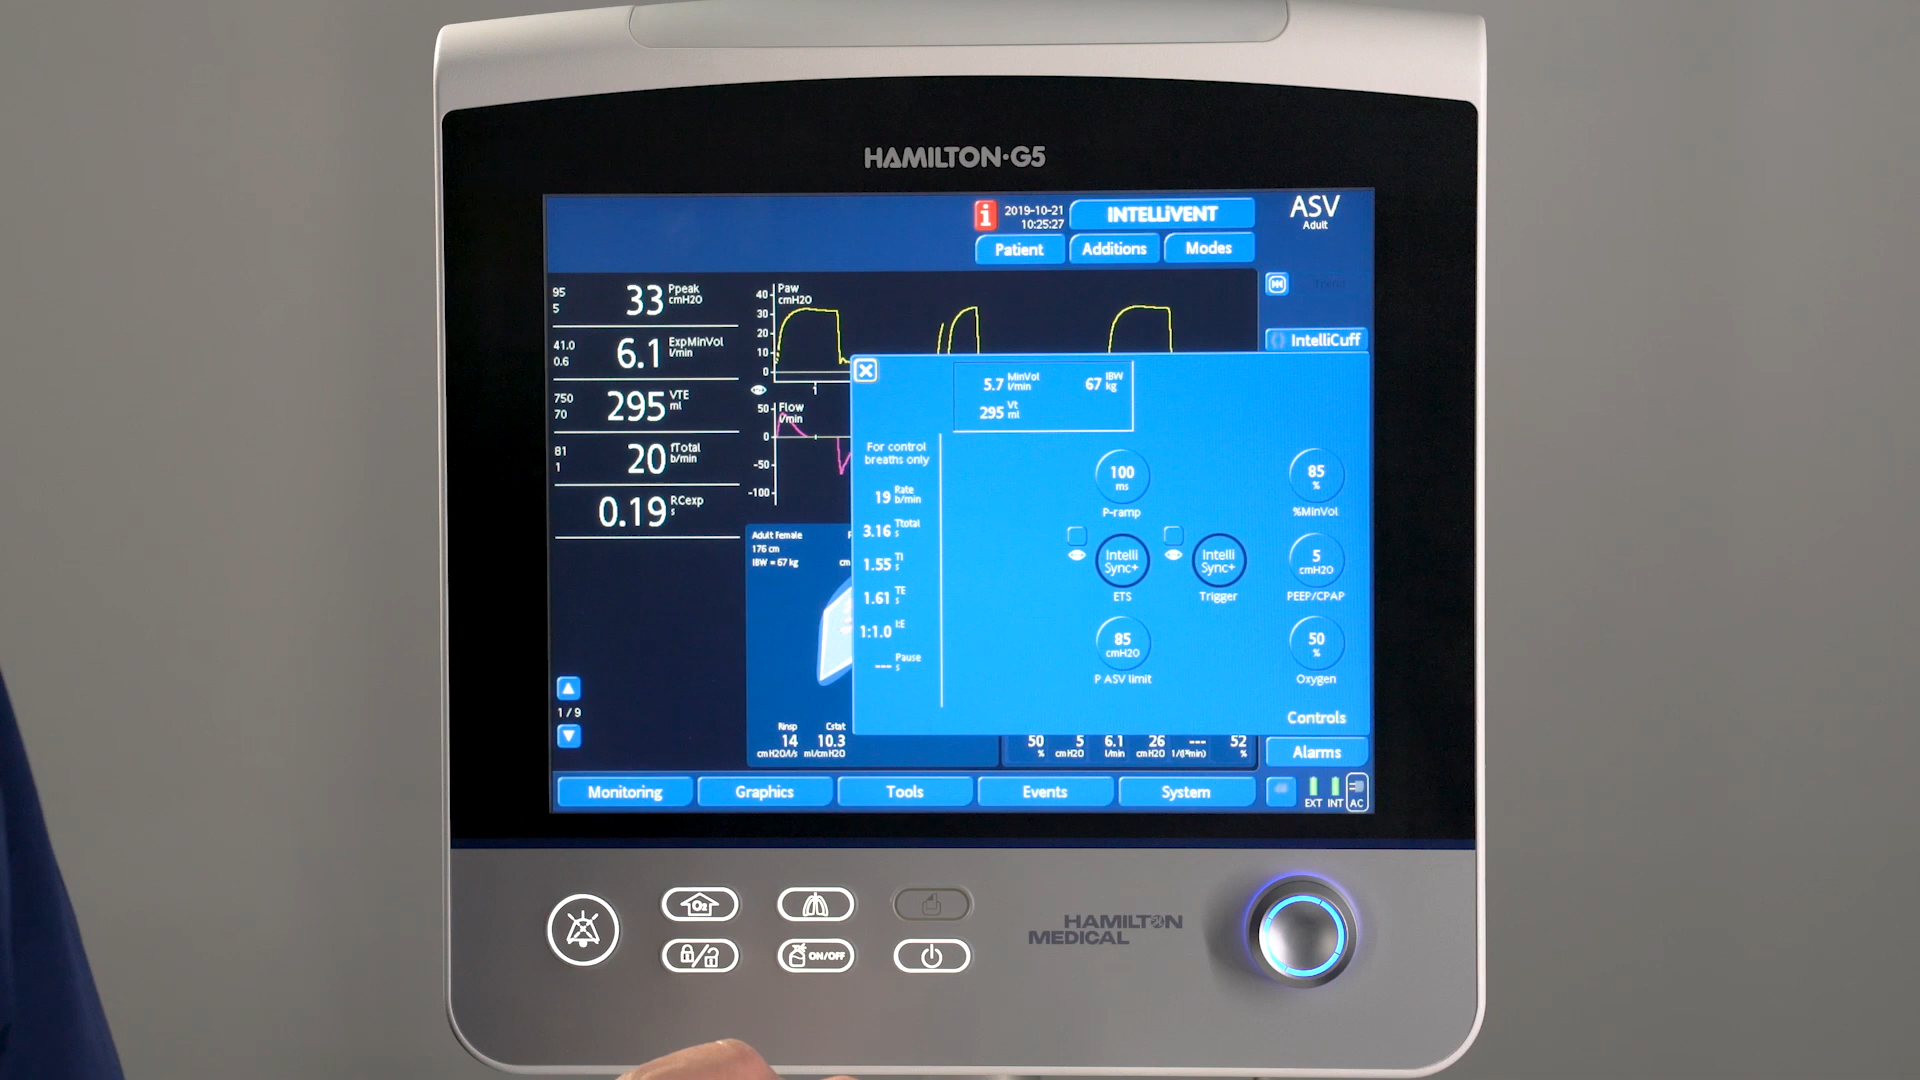 HAMILTON·G5
i
2019-10-21
10:25:27
INTELLiVENT
ASV
Adult
Patient
Additions
Modes
95
5
33
Ppeak
cmH2O
41.0
0.6
6.1
ExpMinVol
l/min
750
70
295
VTE
ml
81
1
20
fTotal
b/min
0.19
RCexp
s
1 / 9
Paw
cmH2O
40
30
20
10
0
1
Flow
l/min
50
0
-50
-100
Adult Female
176 cm
IBW = 67 kg
cm
Rinsp
14
cmH2O/l/s
Cstat
10.3
ml/cmH2O
IntelliCuff
5.7 MinVol l/min
67 IBW kg
295 Vt ml
For control
breaths only
19 Rate b/min
3.16 Ttotal s
1.55 TI s
1.61 TE s
1:1.0 I:E
--- Pause s
100
ms
P-ramp
85
%
%MinVol
Intelli
Sync+
ETS
Intelli
Sync+
Trigger
5
cmH2O
PEEP/CPAP
85
cmH2O
P ASV limit
50
%
Oxygen
Controls
50 5 6.1 26 --- 52
% cmH2O l/min cmH2O 1/(l*min) %
Alarms
Monitoring
Graphics
Tools
Events
System
EXT INT AC
O2
ON/OFF
HAMILTON
MEDICAL